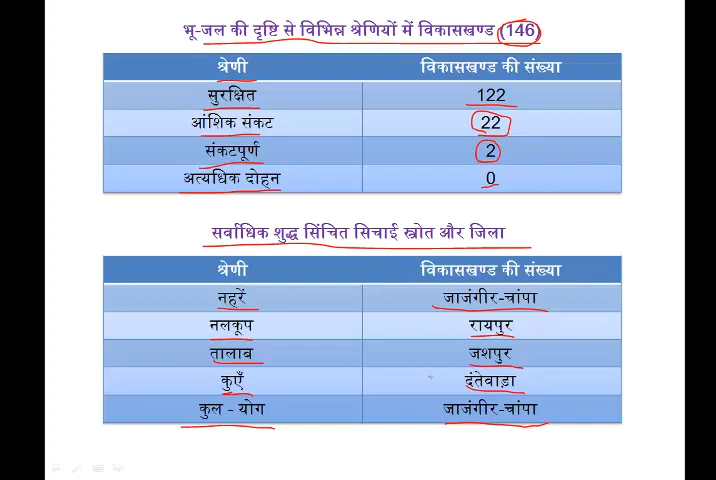 भू-जल की दृष्टि से विभिन्न श्रेणियों में विकासखण्ड (146)
श्रेणी विकासखण्ड की संख्या
सुरक्षित 122
आंशिक संकट 22
संकटपूर्ण 2
अत्यधिक दोहन 0
सर्वाधिक शुद्ध सिंचित सिचाई स्त्रोत और जिला
श्रेणी विकासखण्ड की संख्या
नहरें जाजंगीर-चांपा
नलकूप रायपुर
तालाब जशपुर
कुएँ दंतेवाड़ा
कुल - योग जाजंगीर-चांपा